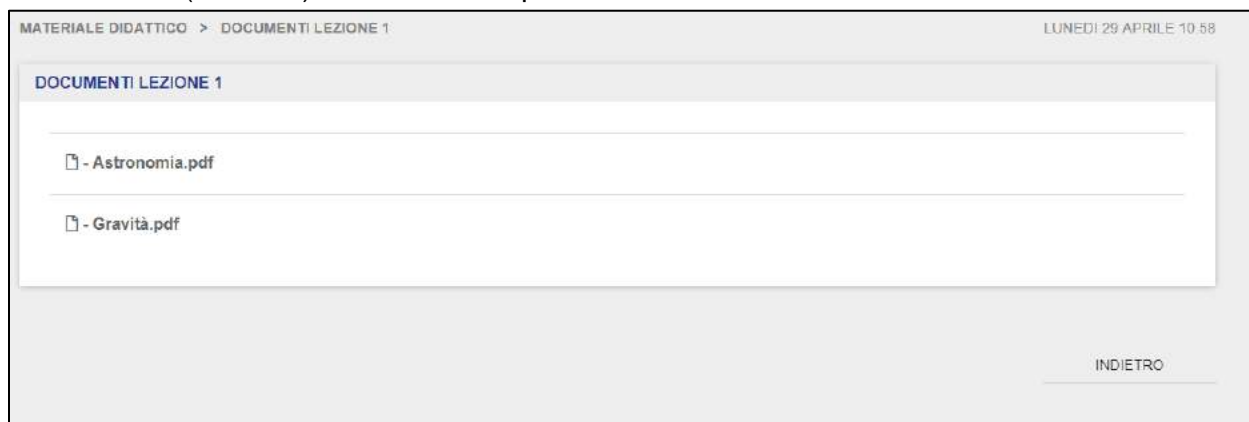 MATERIALE DIDATTICO > DOCUMENTI LEZIONE 1
LUNEDI 29 APRILE 10:58
DOCUMENTI LEZIONE 1
- Astronomia.pdf
- Gravità.pdf
INDIETRO